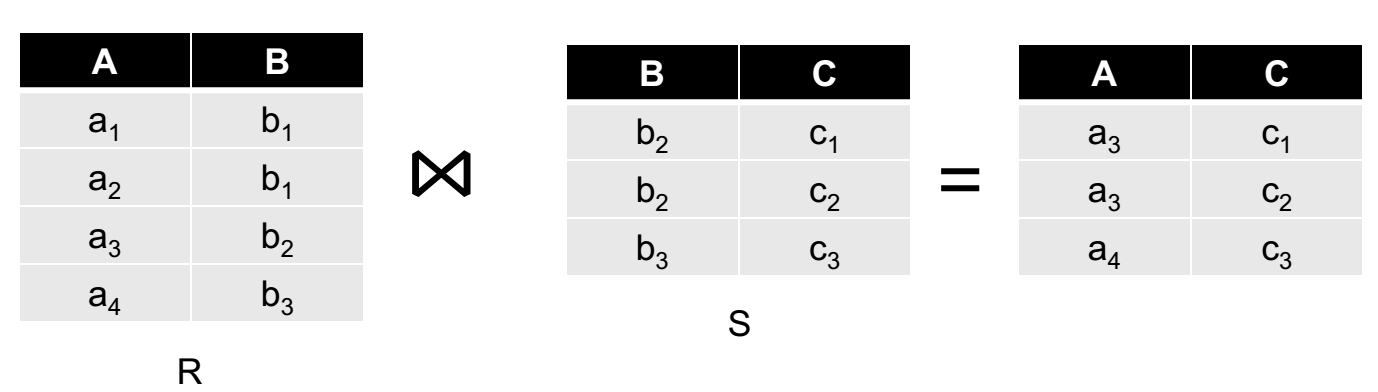 A B
a₁ b₁
a₂ b₁
a₃ b₂
a₄ b₃
R
⋈
B C
b₂ c₁
b₂ c₂
b₃ c₃
S
=
A C
a₃ c₁
a₃ c₂
a₄ c₃